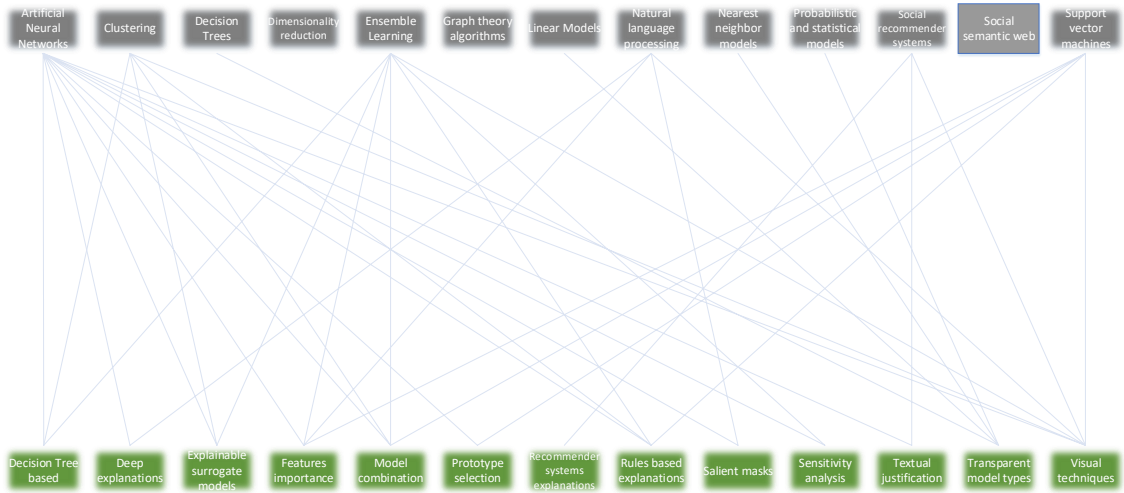 Artificial
Neural
Networks
Clustering
Decision
Trees
Dimensionality
reduction
Ensemble
Learning
Graph theory
algorithms
Linear Models
Natural
language
processing
Nearest
neighbor
models
Probabilistic
and statistical
models
Social
recommender
systems
Social
semantic web
Support
vector
machines
Decision Tree
based
Deep
explanations
Explainable
surrogate
models
Features
importance
Model
combination
Prototype
selection
Recommender
systems
explanations
Rules based
explanations
Salient masks
Sensitivity
analysis
Textual
justification
Transparent
model types
Visual
techniques